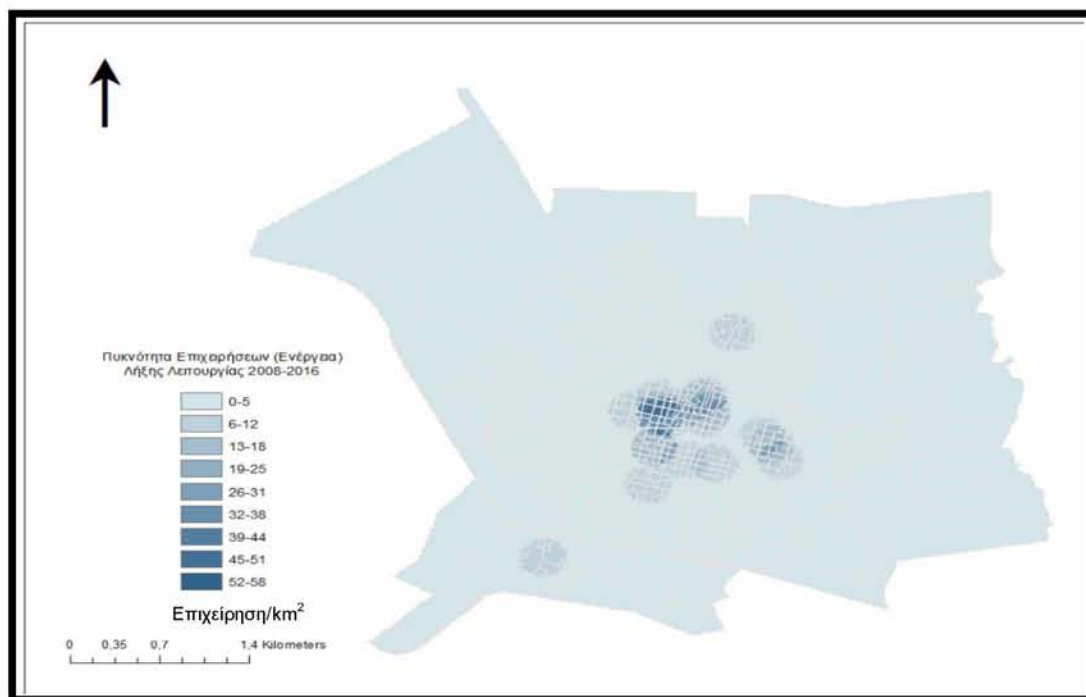 Πυκνότητα Επιχειρήσεων (Ενέργεια)
Λήξης Λειτουργίας 2008-2016
0-5
6-12
13-18
19-25
26-31
32-38
39-44
45-51
52-58
Επιχείρηση/km²
0 0,35 0,7 1,4 Kilometers